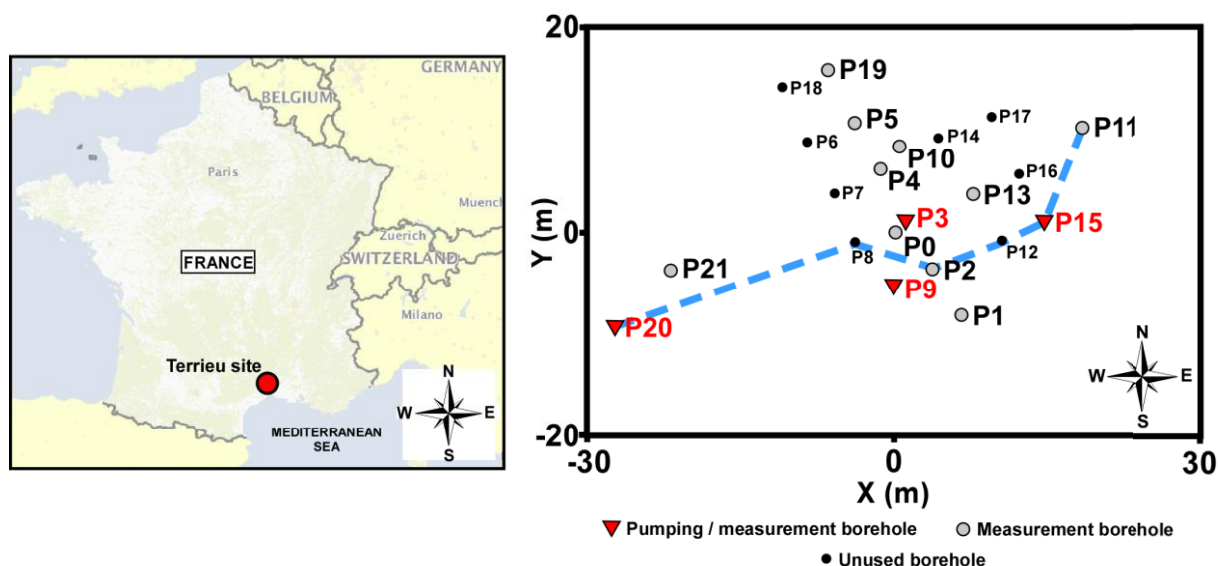 GERMANY
BELGIUM
Paris
Muench
FRANCE
Zuerich
SWITZERLAND
Milano
Terrieu site
MEDITERRANEAN
SEA
N
W E
S
20
P19
P18
P5
P17
P11
P6
P14
P10
P16
P4
P7
P13
P3
P15
Y (m)
0
P0
P8
P12
P21
P2
P9
P20
P1
N
W E
S
-20
-30
0
30
X (m)
Pumping / measurement borehole
Measurement borehole
Unused borehole